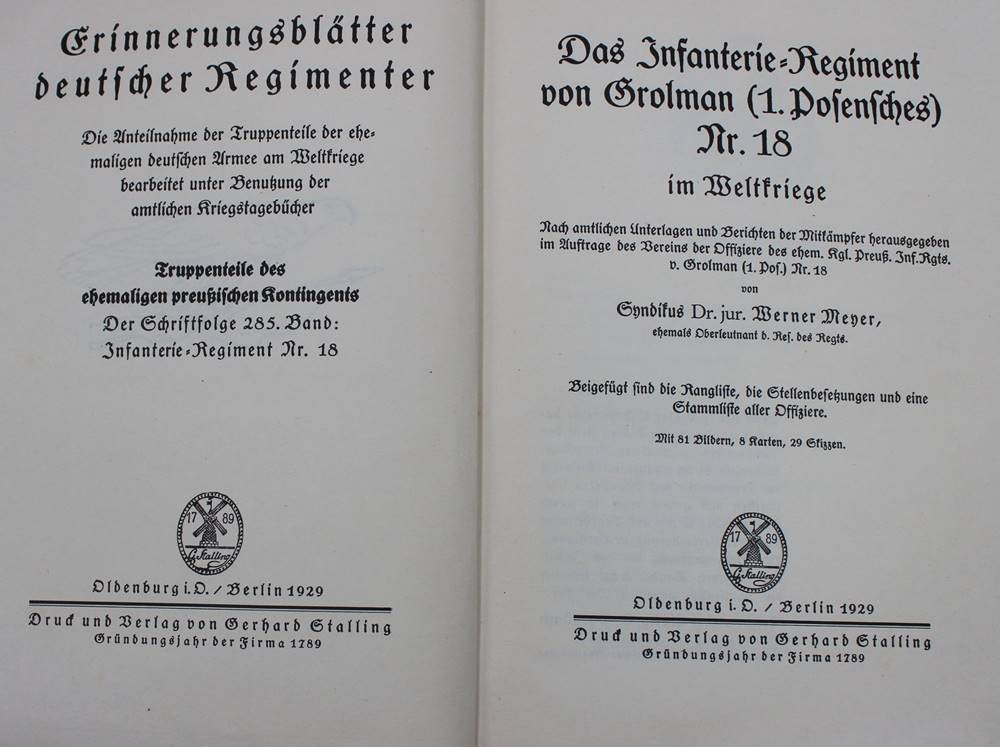 Erinnerungsblätter
deutscher Regimenter
Die Anteilnahme der Truppenteile der ehe-
maligen deutschen Armee am Weltkriege
bearbeitet unter Benutzung der
amtlichen Kriegstagebücher
Truppenteile des
ehemaligen preußischen Kontingents
Der Schriftfolge 285. Band:
Infanterie-Regiment Nr. 18
17 89
G. Stalling
Oldenburg i. O. / Berlin 1929
Druck und Verlag von Gerhard Stalling
Gründungsjahr der Firma 1789
Das Infanterie-Regiment
von Grolman (1. Posensches)
Nr. 18
im Weltkriege
Nach amtlichen Unterlagen und Berichten der Mitkämpfer herausgegeben
im Auftrage des Vereins der Offiziere des ehem. Kgl. Preuß. Inf.Rgts.
v. Grolman (1. Pos.) Nr. 18
von
Syndikus Dr. jur. Werner Meyer,
ehemals Oberleutnant d. Res. des Regts.
Beigefügt sind die Rangliste, die Stellenbesetzungen und eine
Stammliste aller Offiziere.
Mit 81 Bildern, 8 Karten, 29 Skizzen.
17 89
G. Stalling
Oldenburg i. O. / Berlin 1929
Druck und Verlag von Gerhard Stalling
Gründungsjahr der Firma 1789